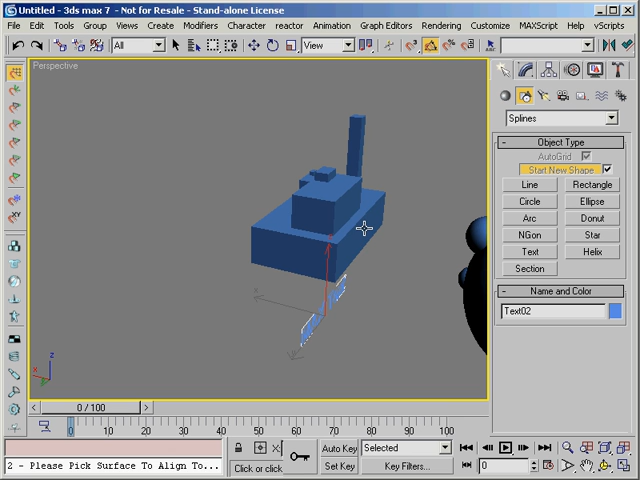 Untitled - 3ds max 7 - Not for Resale - Stand-alone License
File Edit Tools Group Views Create Modifiers Character reactor Animation Graph Editors Rendering Customize MAXScript Help vScripts
All View
Perspective
Splines
- Object Type
AutoGrid
Start New Shape
Line Rectangle
Circle Ellipse
Arc Donut
NGon Star
Text Helix
Section
- Name and Color
Text02
z
x
< 0 / 100 >
0 10 20 30 40 50 60 70 80 90 100
X: Auto Key Selected
2 - Please Pick Surface To Align To... Click or click Set Key Key Filters... 0